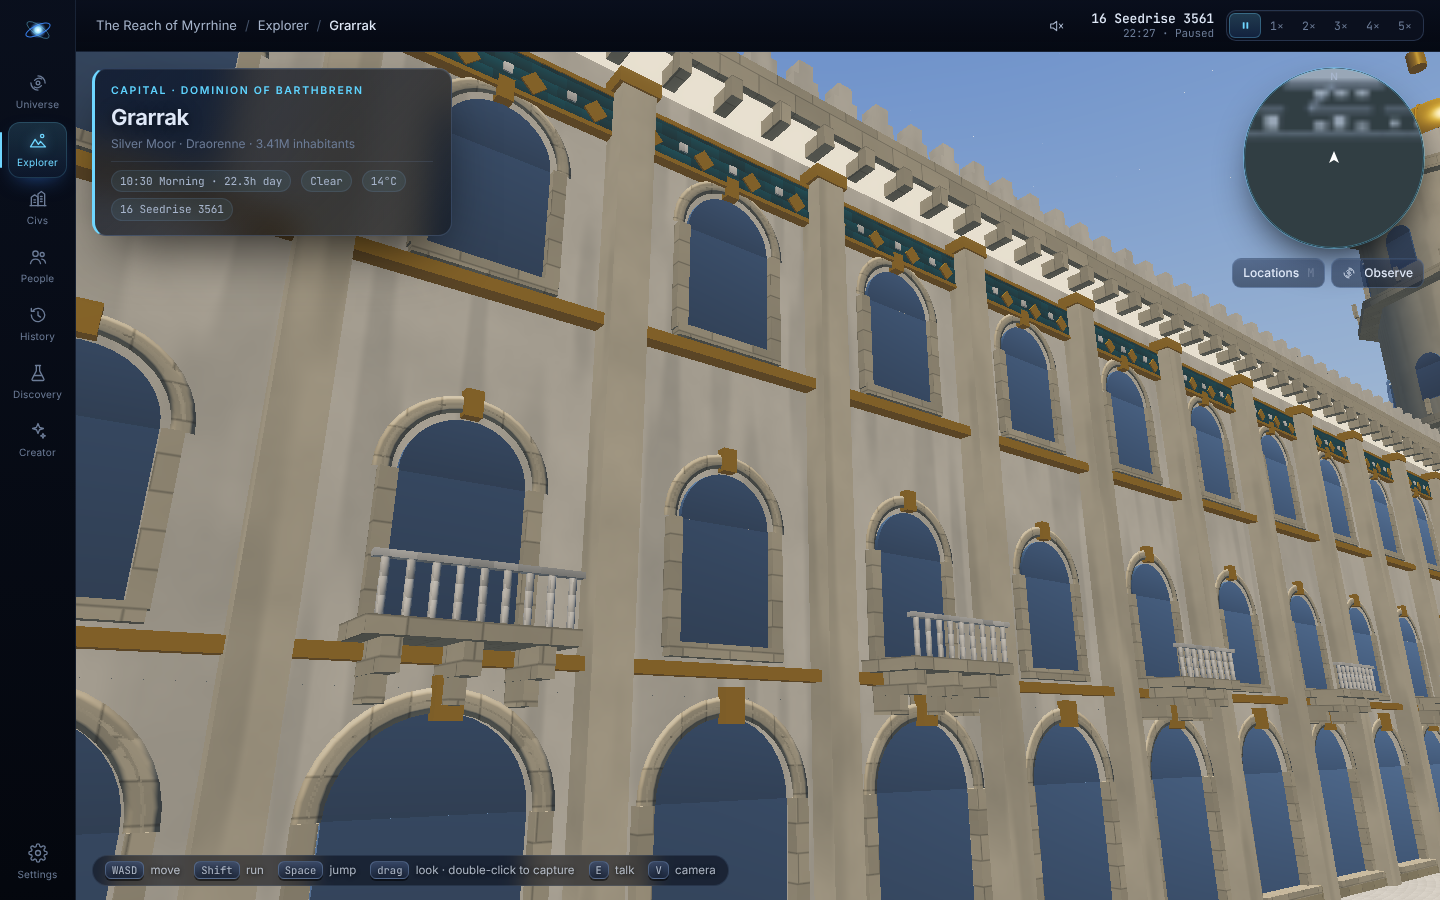 The Reach of Myrrhine / Explorer / Grarrak
16 Seedrise 3561
22:27 · Paused
1× 2× 3× 4× 5×
Universe
Explorer
Civs
People
History
Discovery
Creator
Settings
CAPITAL · DOMINION OF BARTHBRERN
Grarrak
Silver Moor · Draorenne · 3.41M inhabitants
10:30 Morning · 22.3h day
Clear
14°C
16 Seedrise 3561
N
Locations M
Observe
WASD move Shift run Space jump drag look · double-click to capture E talk V camera